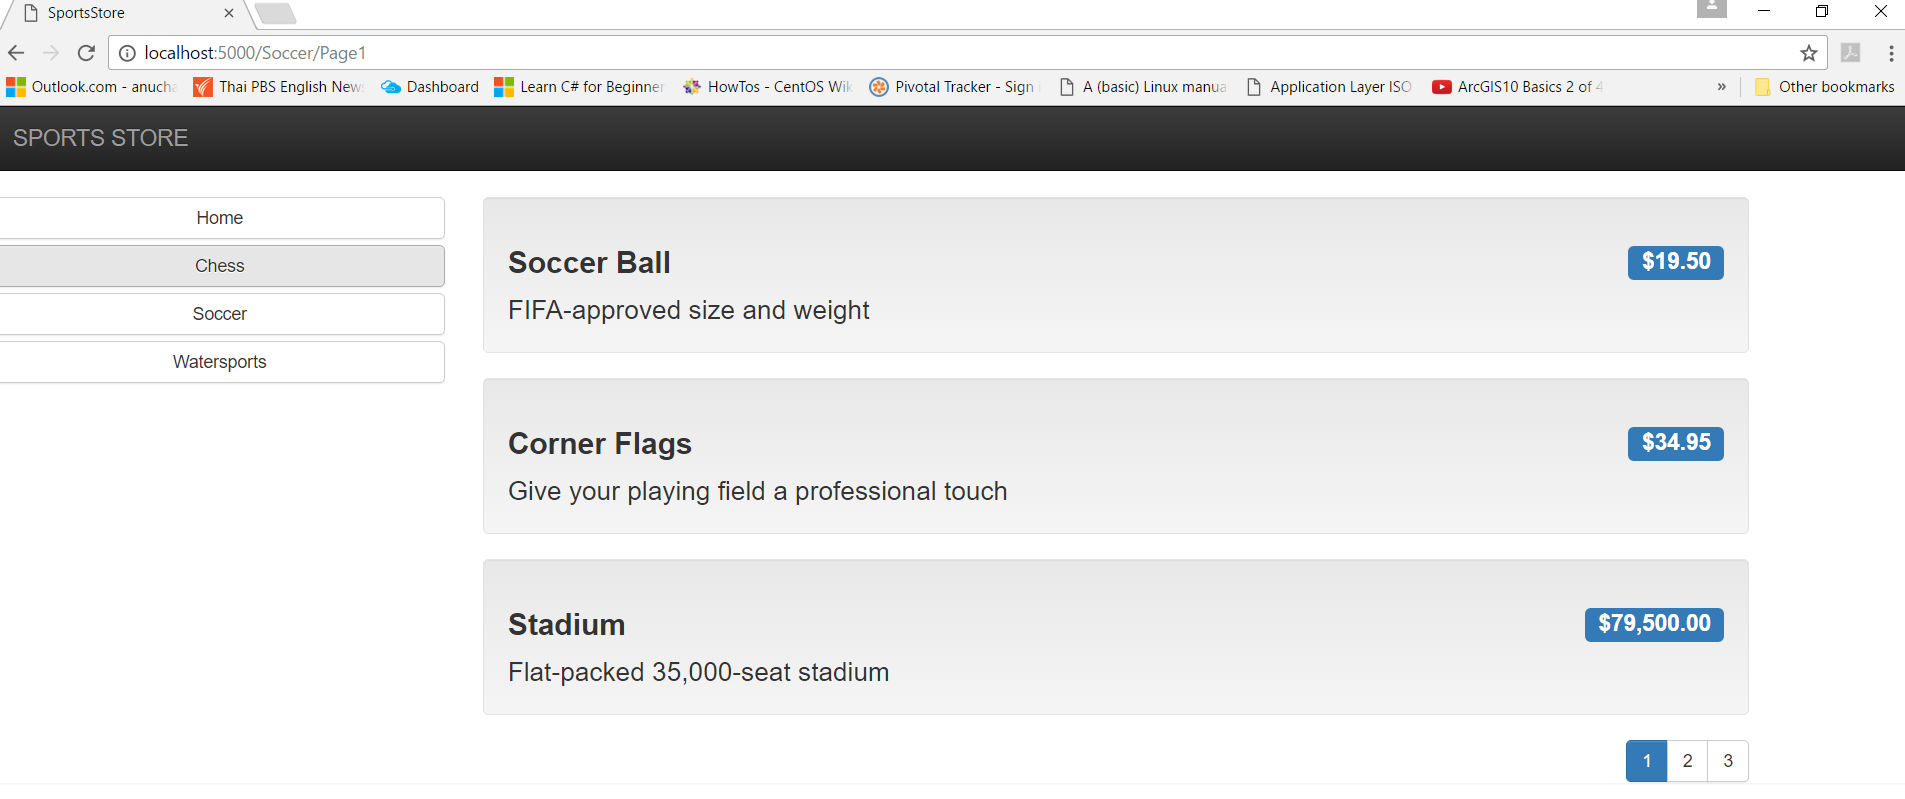 SportsStore
localhost:5000/Soccer/Page1
Outlook.com - anucha
Thai PBS English New
Dashboard
Learn C# for Beginner
HowTos - CentOS Wik
Pivotal Tracker - Sign
A (basic) Linux manua
Application Layer ISO
ArcGIS10 Basics 2 of 4
»
Other bookmarks
SPORTS STORE
Home
Chess
Soccer
Watersports
Soccer Ball
$19.50
FIFA-approved size and weight
Corner Flags
$34.95
Give your playing field a professional touch
Stadium
$79,500.00
Flat-packed 35,000-seat stadium
1 2 3